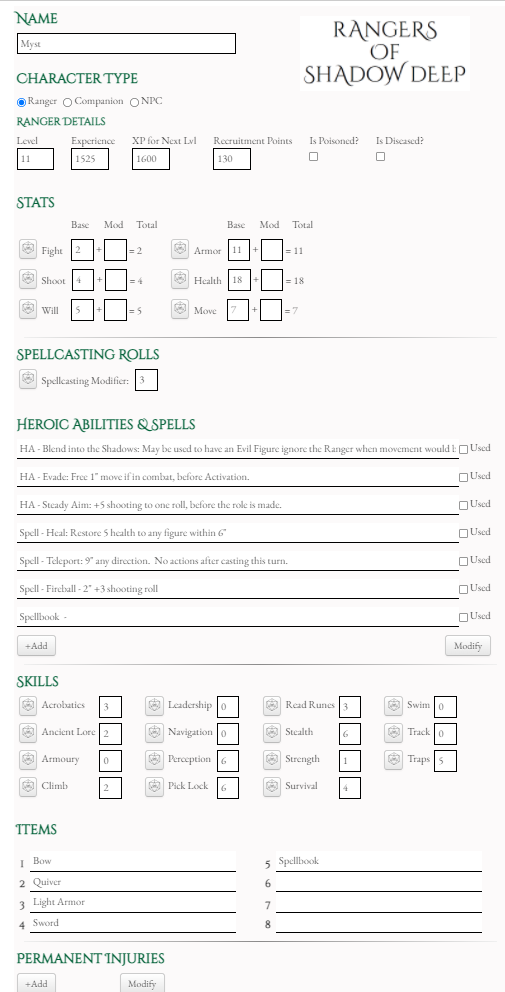 NAME
Myst
RANGERS
OF
SHADOW DEEP
CHARACTER TYPE
Ranger Companion NPC
RANGER DETAILS
Level Experience XP for Next Lvl Recruitment Points Is Poisoned? Is Diseased?
11 1525 1600 130
STATS
Base Mod Total Base Mod Total
Fight 2 + = 2 Armor 11 + = 11
Shoot 4 + = 4 Health 18 + = 18
Will 5 + = 5 Move 7 + = 7
SPELLCASTING ROLLS
Spellcasting Modifier: 3
HEROIC ABILITIES & SPELLS
HA - Blend into the Shadows: May be used to have an Evil Figure ignore the Ranger when movement would Used
HA - Evade: Free 1" move if in combat, before Activation. Used
HA - Steady Aim: +5 shooting to one roll, before the role is made. Used
Spell - Heal: Restore 5 health to any figure within 6" Used
Spell - Teleport: 9" any direction. No actions after casting this turn. Used
Spell - Fireball - 2" +3 shooting roll Used
Spellbook - Used
+Add Modify
SKILLS
Acrobatics 3 Leadership 0 Read Runes 3 Swim 0
Ancient Lore 2 Navigation 0 Stealth 6 Track 0
Armoury 0 Perception 6 Strength 1 Traps 5
Climb 2 Pick Lock 6 Survival 4
ITEMS
1 Bow 5 Spellbook
2 Quiver 6
3 Light Armor 7
4 Sword 8
PERMANENT INJURIES
+Add Modify